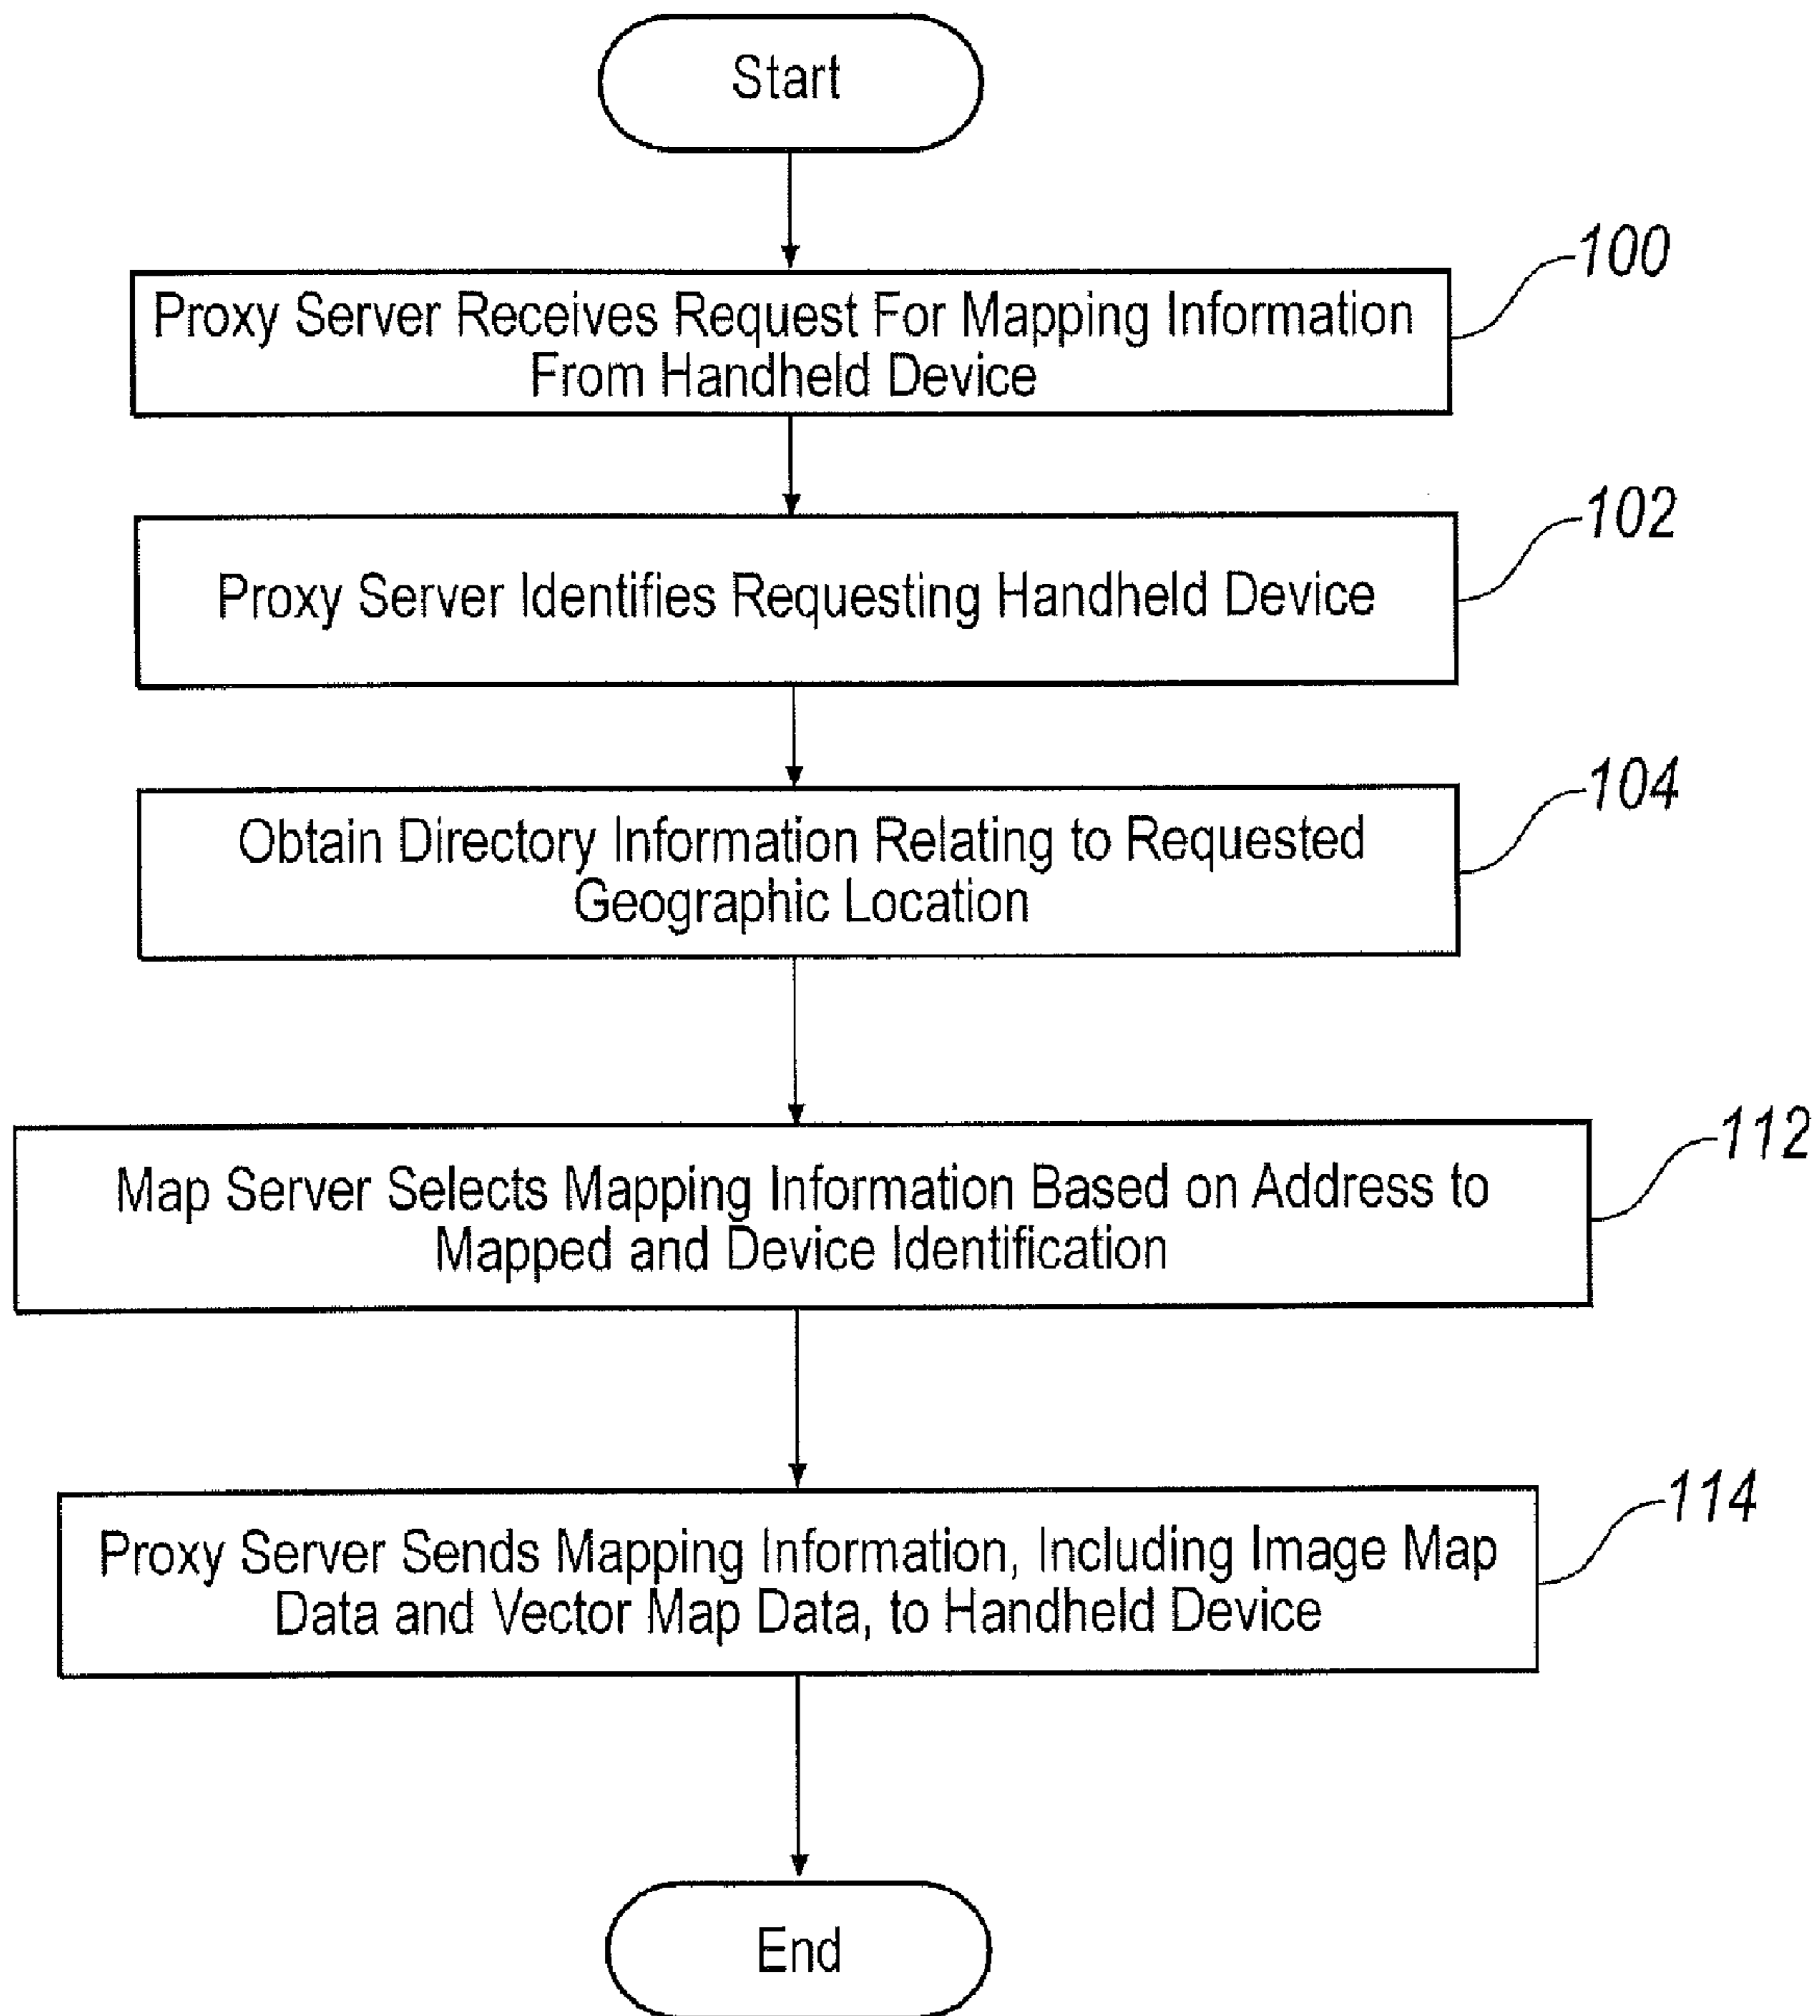 Start
100
Proxy Server Receives Request For Mapping Information
From Handheld Device
102
Proxy Server Identifies Requesting Handheld Device
104
Obtain Directory Information Relating to Requested
Geographic Location
112
Map Server Selects Mapping Information Based on Address to
Mapped and Device Identification
114
Proxy Server Sends Mapping Information, Including Image Map
Data and Vector Map Data, to Handheld Device
End